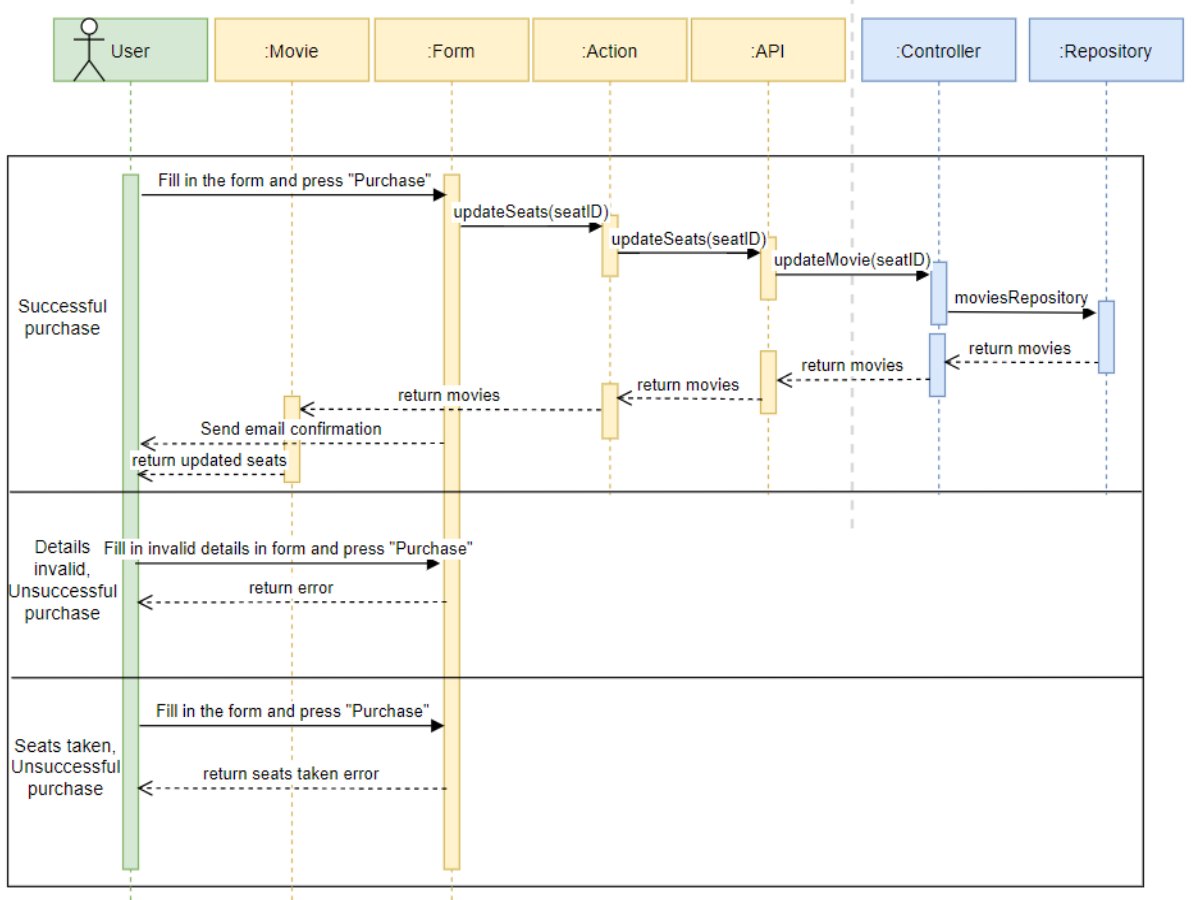 User
:Movie
:Form
:Action
:API
:Controller
:Repository
Fill in the form and press "Purchase"
updateSeats(seatID)
updateSeats(seatID)
updateMovie(seatID)
moviesRepository
Successful
purchase
return movies
return movies
return movies
return movies
Send email confirmation
return updated seats
Details
invalid,
Unsuccessful
purchase
Fill in invalid details in form and press "Purchase"
return error
Fill in the form and press "Purchase"
Seats taken,
Unsuccessful
purchase
return seats taken error